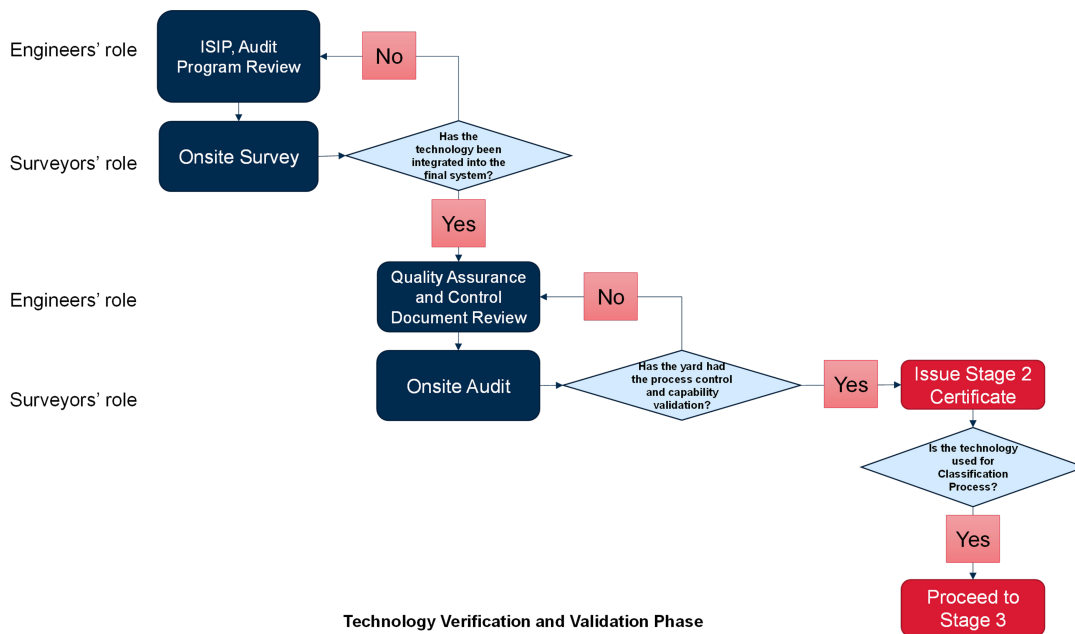 Engineers' role
ISIP, Audit
Program Review
No
Surveyors' role
Onsite Survey
Has the
technology been
integrated into the
final system?
Yes
Engineers' role
Quality Assurance
and Control
Document Review
No
Surveyors' role
Onsite Audit
Has the yard had
the process control
and capability
validation?
Yes
Issue Stage 2
Certificate
Is the technology
used for
Classification
Process?
Yes
Proceed to
Stage 3
Technology Verification and Validation Phase